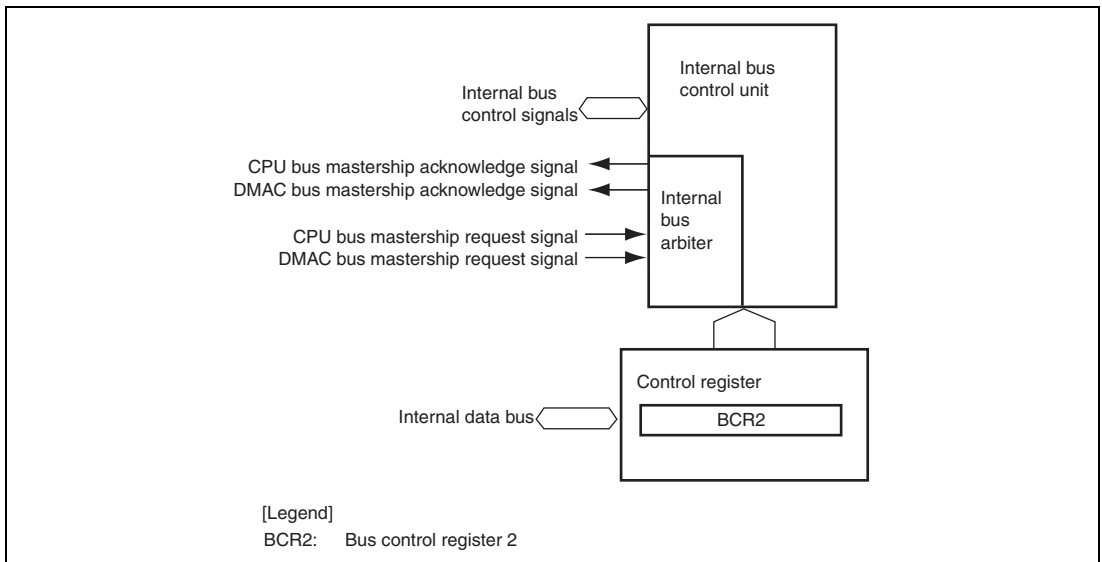 Internal bus
control unit
Internal bus
control signals
CPU bus mastership acknowledge signal
DMAC bus mastership acknowledge signal
Internal
bus
arbiter
CPU bus mastership request signal
DMAC bus mastership request signal
Control register
BCR2
Internal data bus
[Legend]
BCR2: Bus control register 2